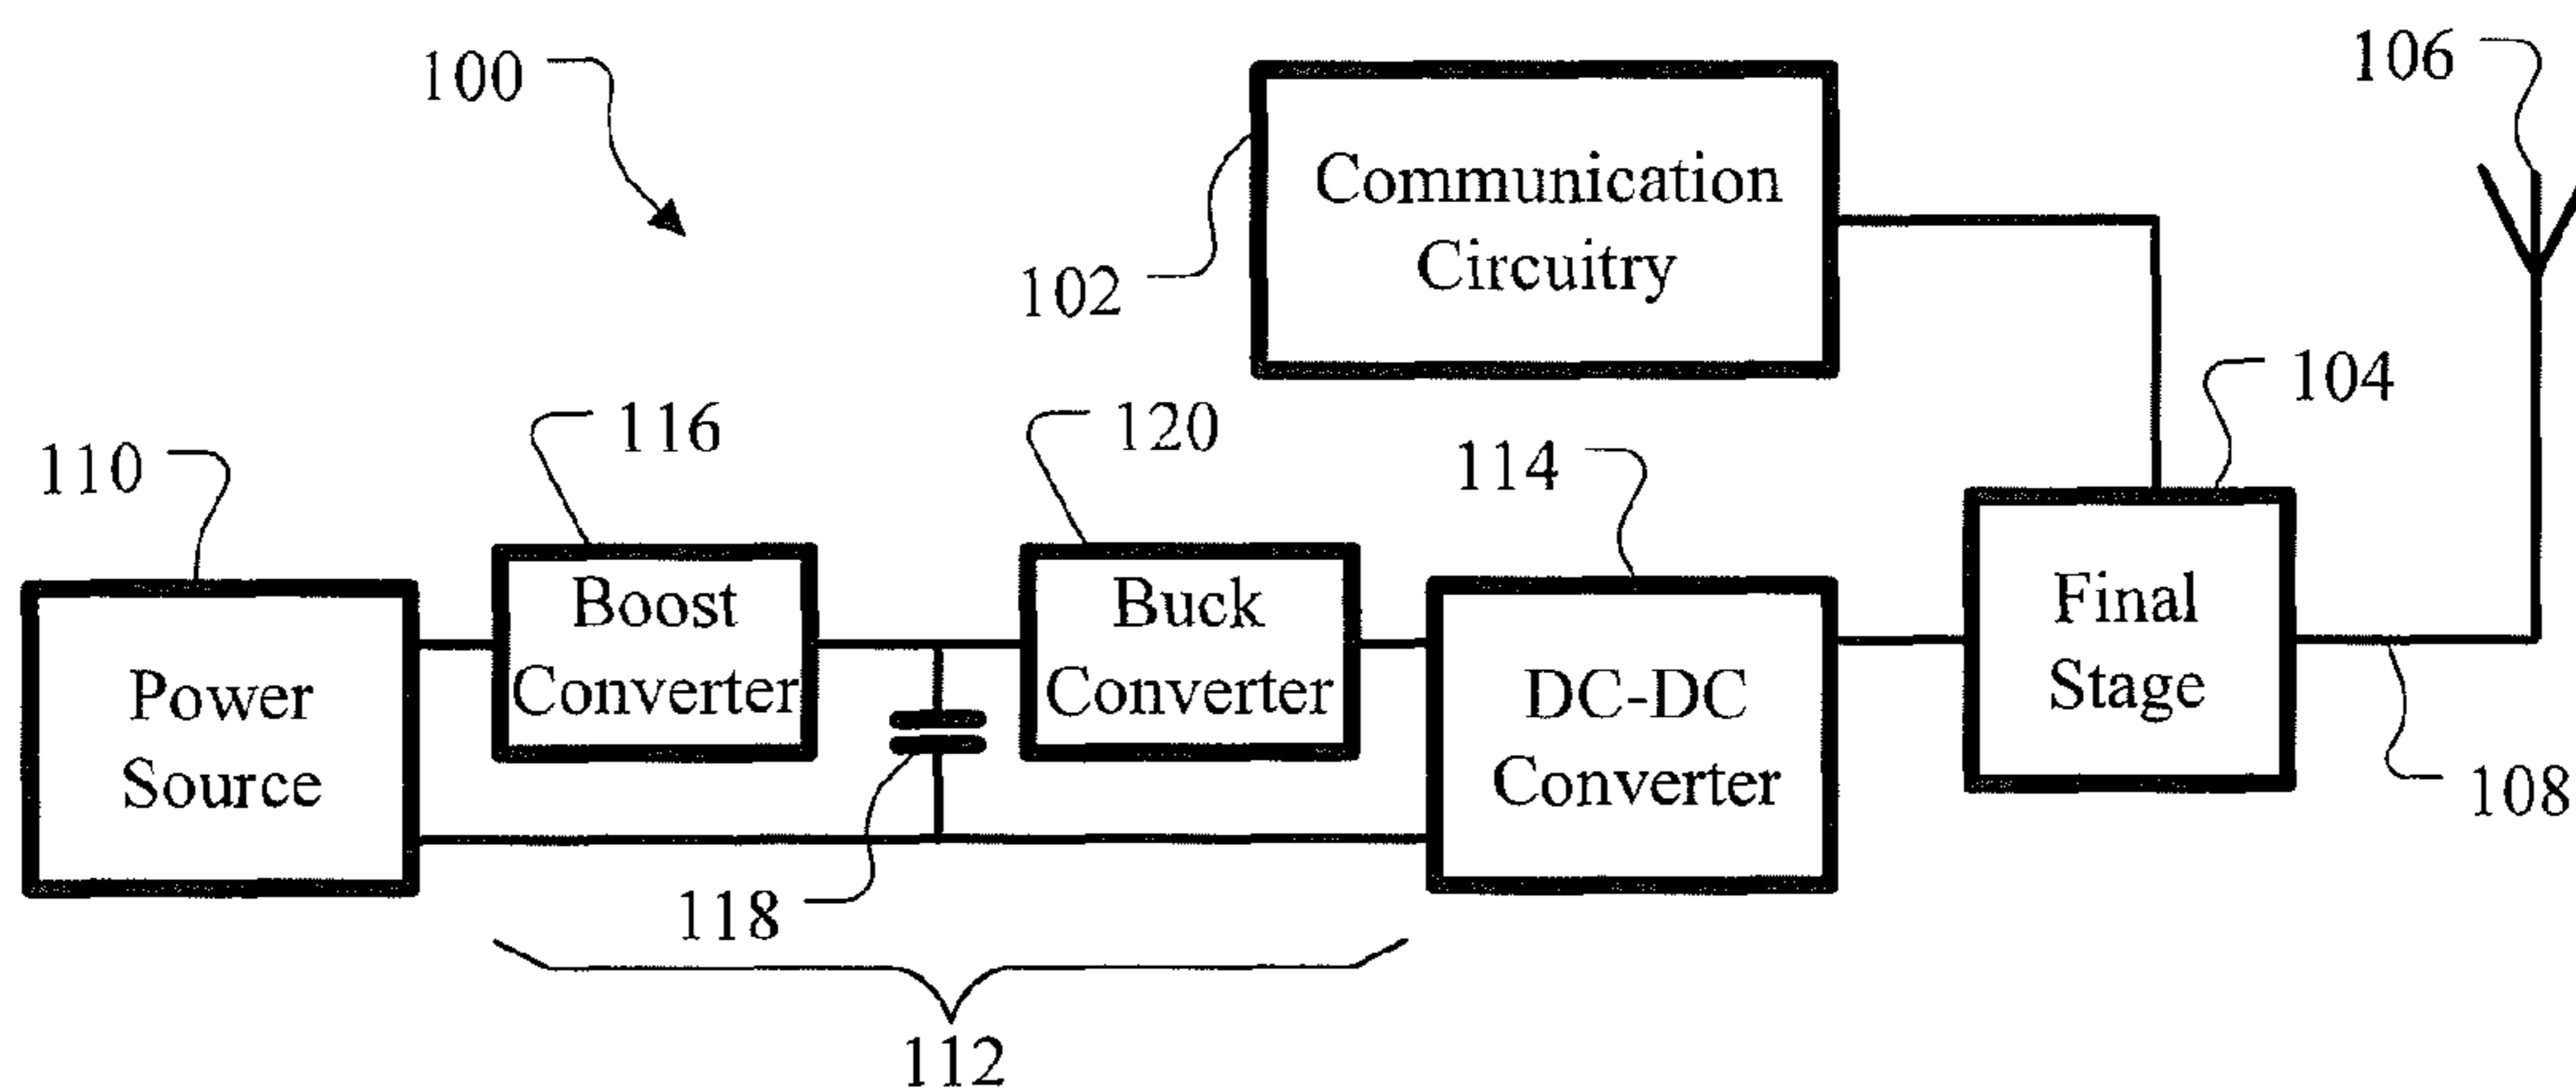 100
106
Communication
Circuitry
102
104
116
120
114
110
Boost
Converter
Buck
Converter
Final
Stage
Power
Source
DC-DC
Converter
108
118
112